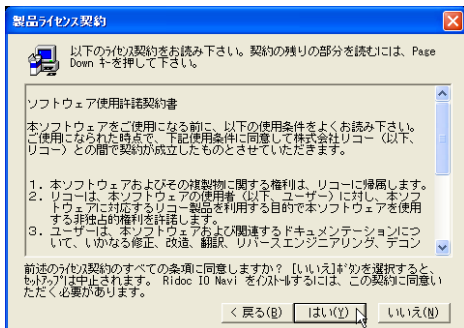 製品ライセンス契約
以下のライセンス契約をお読み下さい。契約の残りの部分を読むには、Page
Down キーを押して下さい。
ソフトウェア使用許諾契約書
本ソフトウェアをご使用になる前に、以下の使用条件をよくお読み下さい。
ご使用になられた時点で、下記使用条件に同意して株式会社リコー（以下、
リコー）との間で契約が成立したものとさせていただきます。
1．本ソフトウェアおよびその複製物に関する権利は、リコーに帰属します。
2．リコーは、本ソフトウェアの使用者（以下、ユーザー）に対し、本ソフ
トウェアに対応するリコー製品を利用する目的で本ソフトウェアを使用
する非独占的権利を許諾します。
3．ユーザーは、本ソフトウェアおよび関連するドキュメンテーションにつ
いて、いかなる修正、改造、翻訳、リバースエンジニアリング、デコン
前述のライセンス契約のすべての条項に同意しますか？ [いいえ]ボタンを選択すると、
セットアップは中止されます。 Ridoc IO Navi をインストールするには、この契約に同意い
ただく必要があります。
< 戻る(B) はい(Y) いいえ(N)